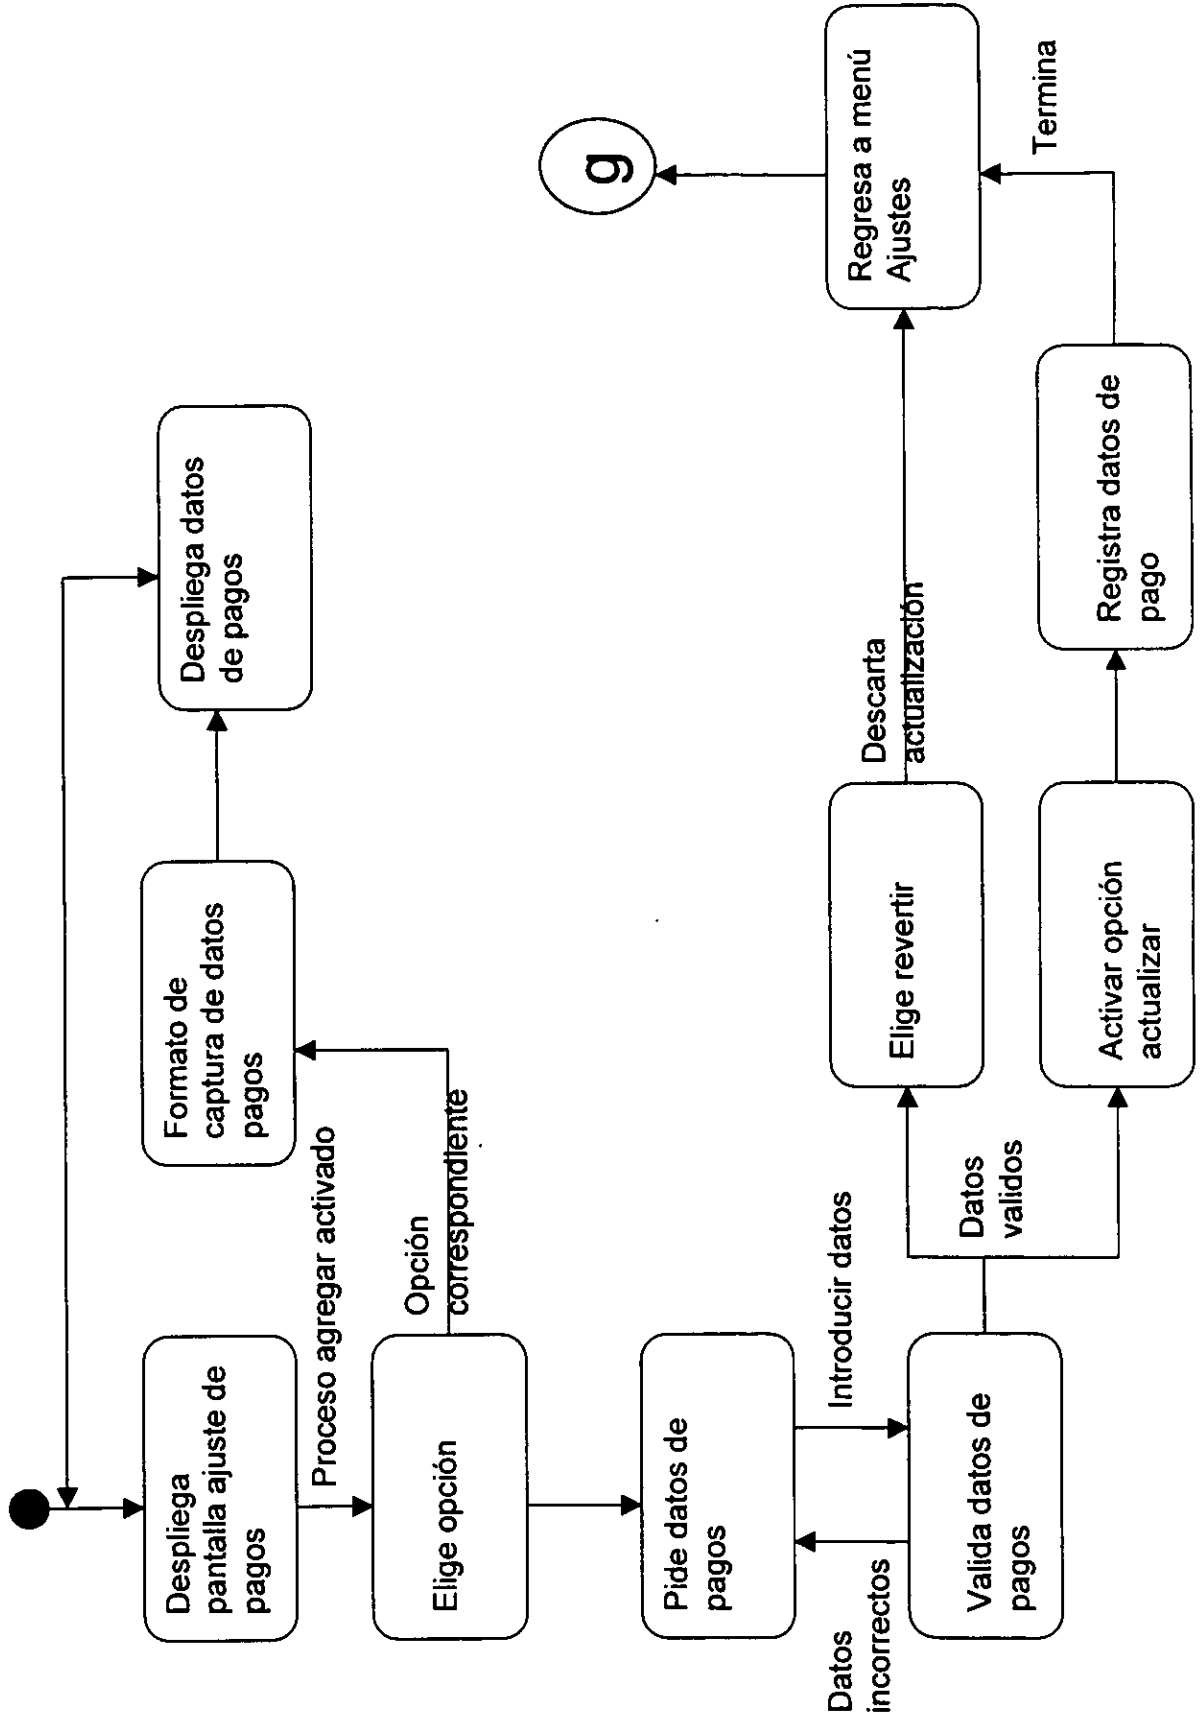 Despliega
pantalla ajuste de
pagos
Proceso agregar activado
Elige opción
Opción
correspondiente
Formato de
captura de datos
pagos
Despliega datos
de pagos
Pide datos de
pagos
Introducir datos
Datos
incorrectos
Valida datos de
pagos
Datos
validos
Elige revertir
Descarta
actualización
Activar opción
actualizar
Registra datos de
pago
Termina
Regresa a menú
Ajustes
g